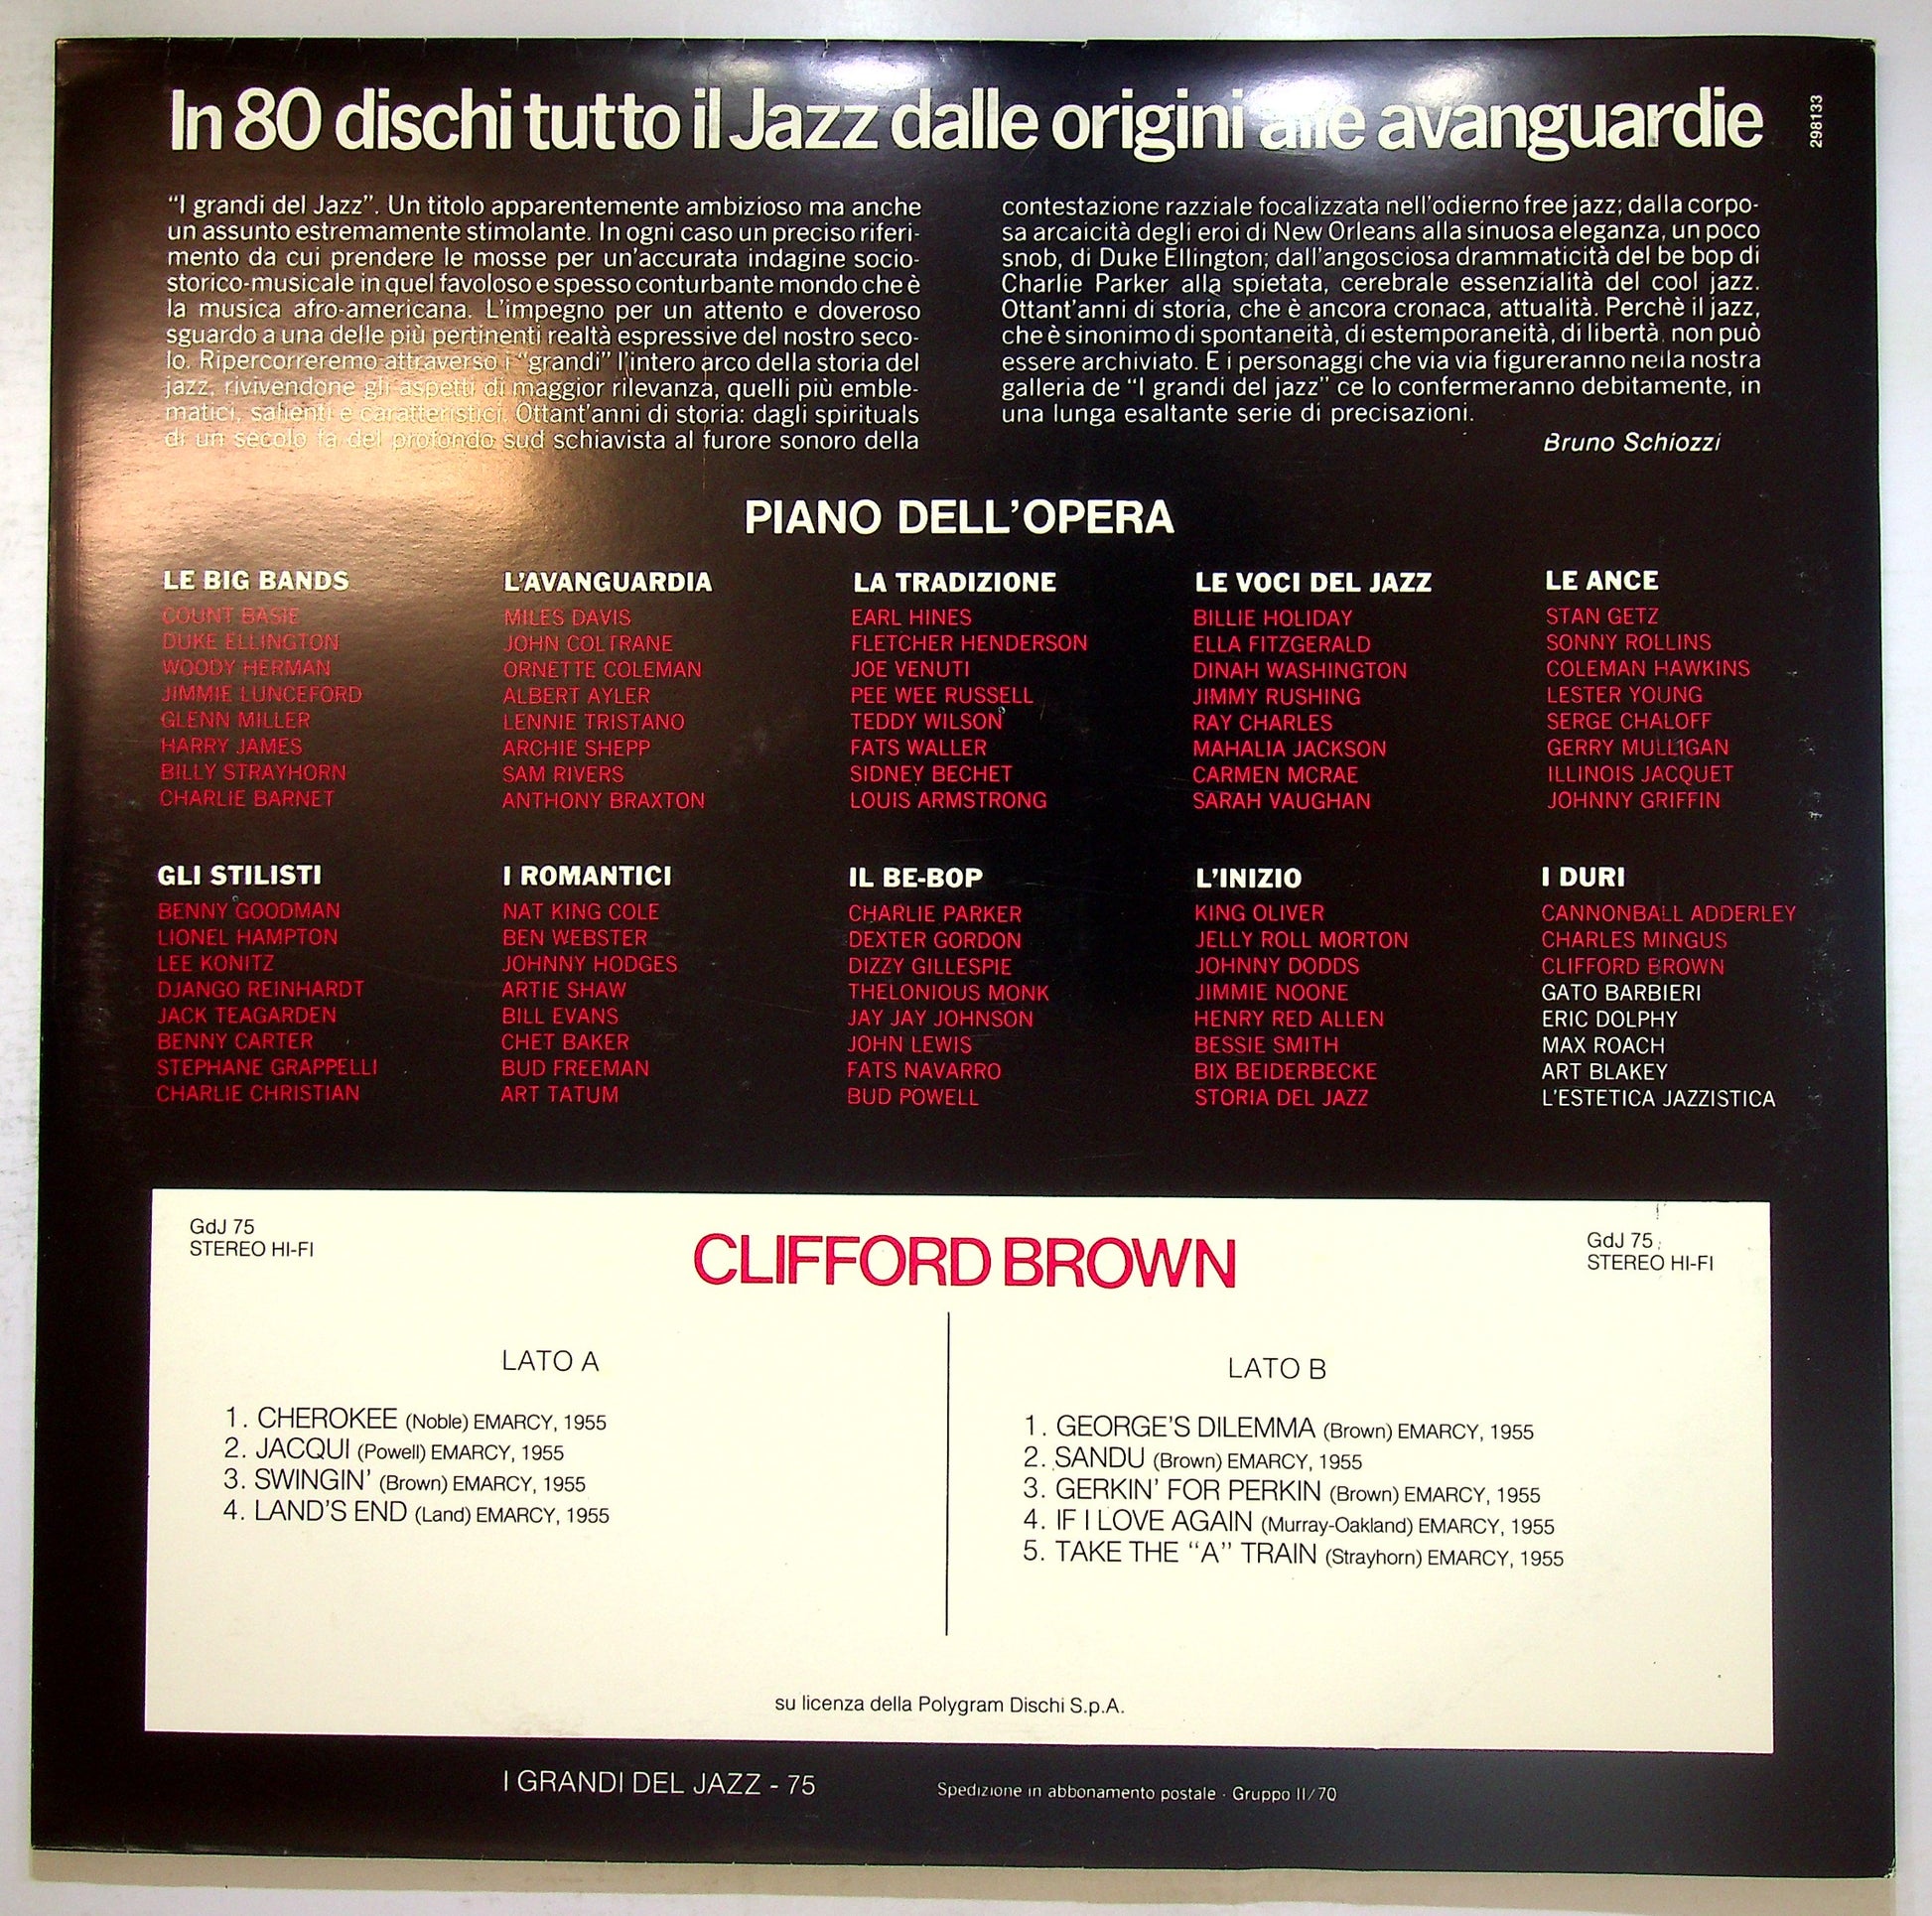 In 80 dischi tutto il Jazz dalle origini alle avanguardie
298133
“I grandi del Jazz”. Un titolo apparentemente ambizioso ma anche
un assunto estremamente stimolante. In ogni caso un preciso riferi-
mento da cui prendere le mosse per un’accurata indagine socio-
storico-musicale in quel favoloso e spesso conturbante mondo che è
la musica afro-americana. L’impegno per un attento e doveroso
sguardo a una delle più pertinenti realtà espressive del nostro seco-
lo. Ripercorreremo attraverso i “grandi” l’intero arco della storia del
jazz, rivivendone gli aspetti di maggior rilevanza, quelli più emble-
matici, salienti e caratteristici. Ottant’anni di storia: dagli spirituals
di un secolo fa del profondo sud schiavista al furore sonoro della
contestazione razziale focalizzata nell’odierno free jazz; dalla corpo-
sa arcaicità degli eroi di New Orleans alla sinuosa eleganza, un poco
snob, di Duke Ellington; dall’angosciosa drammaticità del be bop di
Charlie Parker alla spietata, cerebrale essenzialità del cool jazz.
Ottant’anni di storia, che è ancora cronaca, attualità. Perchè il jazz,
che è sinonimo di spontaneità, di estemporaneità, di libertà, non può
essere archiviato. E i personaggi che via via figureranno nella nostra
galleria de “I grandi del jazz” ce lo confermeranno debitamente, in
una lunga esaltante serie di precisazioni.
Bruno Schiozzi
PIANO DELL’OPERA
LE BIG BANDS
COUNT BASIE
DUKE ELLINGTON
WOODY HERMAN
JIMMIE LUNCEFORD
GLENN MILLER
HARRY JAMES
BILLY STRAYHORN
CHARLIE BARNET
L’AVANGUARDIA
MILES DAVIS
JOHN COLTRANE
ORNETTE COLEMAN
ALBERT AYLER
LENNIE TRISTANO
ARCHIE SHEPP
SAM RIVERS
ANTHONY BRAXTON
LA TRADIZIONE
EARL HINES
FLETCHER HENDERSON
JOE VENUTI
PEE WEE RUSSELL
TEDDY WILSON
FATS WALLER
SIDNEY BECHET
LOUIS ARMSTRONG
LE VOCI DEL JAZZ
BILLIE HOLIDAY
ELLA FITZGERALD
DINAH WASHINGTON
JIMMY RUSHING
RAY CHARLES
MAHALIA JACKSON
CARMEN MCRAE
SARAH VAUGHAN
LE ANCE
STAN GETZ
SONNY ROLLINS
COLEMAN HAWKINS
LESTER YOUNG
SERGE CHALOFF
GERRY MULLIGAN
ILLINOIS JACQUET
JOHNNY GRIFFIN
GLI STILISTI
BENNY GOODMAN
LIONEL HAMPTON
LEE KONITZ
DJANGO REINHARDT
JACK TEAGARDEN
BENNY CARTER
STEPHANE GRAPPELLI
CHARLIE CHRISTIAN
I ROMANTICI
NAT KING COLE
BEN WEBSTER
JOHNNY HODGES
ARTIE SHAW
BILL EVANS
CHET BAKER
BUD FREEMAN
ART TATUM
IL BE-BOP
CHARLIE PARKER
DEXTER GORDON
DIZZY GILLESPIE
THELONIOUS MONK
JAY JAY JOHNSON
JOHN LEWIS
FATS NAVARRO
BUD POWELL
L’INIZIO
KING OLIVER
JELLY ROLL MORTON
JOHNNY DODDS
JIMMIE NOONE
HENRY RED ALLEN
BESSIE SMITH
BIX BEIDERBECKE
STORIA DEL JAZZ
I DURI
CANNONBALL ADDERLEY
CHARLES MINGUS
CLIFFORD BROWN
GATO BARBIERI
ERIC DOLPHY
MAX ROACH
ART BLAKEY
L’ESTETICA JAZZISTICA
GdJ 75
STEREO HI-FI
CLIFFORD BROWN
GdJ 75
STEREO HI-FI
LATO A
1. CHEROKEE (Noble) EMARCY, 1955
2. JACQUI (Powell) EMARCY, 1955
3. SWINGIN’ (Brown) EMARCY, 1955
4. LAND’S END (Land) EMARCY, 1955
LATO B
1. GEORGE’S DILEMMA (Brown) EMARCY, 1955
2. SANDU (Brown) EMARCY, 1955
3. GERKIN’ FOR PERKIN (Brown) EMARCY, 1955
4. IF I LOVE AGAIN (Murray-Oakland) EMARCY, 1955
5. TAKE THE “A” TRAIN (Strayhorn) EMARCY, 1955
su licenza della Polygram Dischi S.p.A.
I GRANDI DEL JAZZ - 75
Spedizione in abbonamento postale - Gruppo II/70